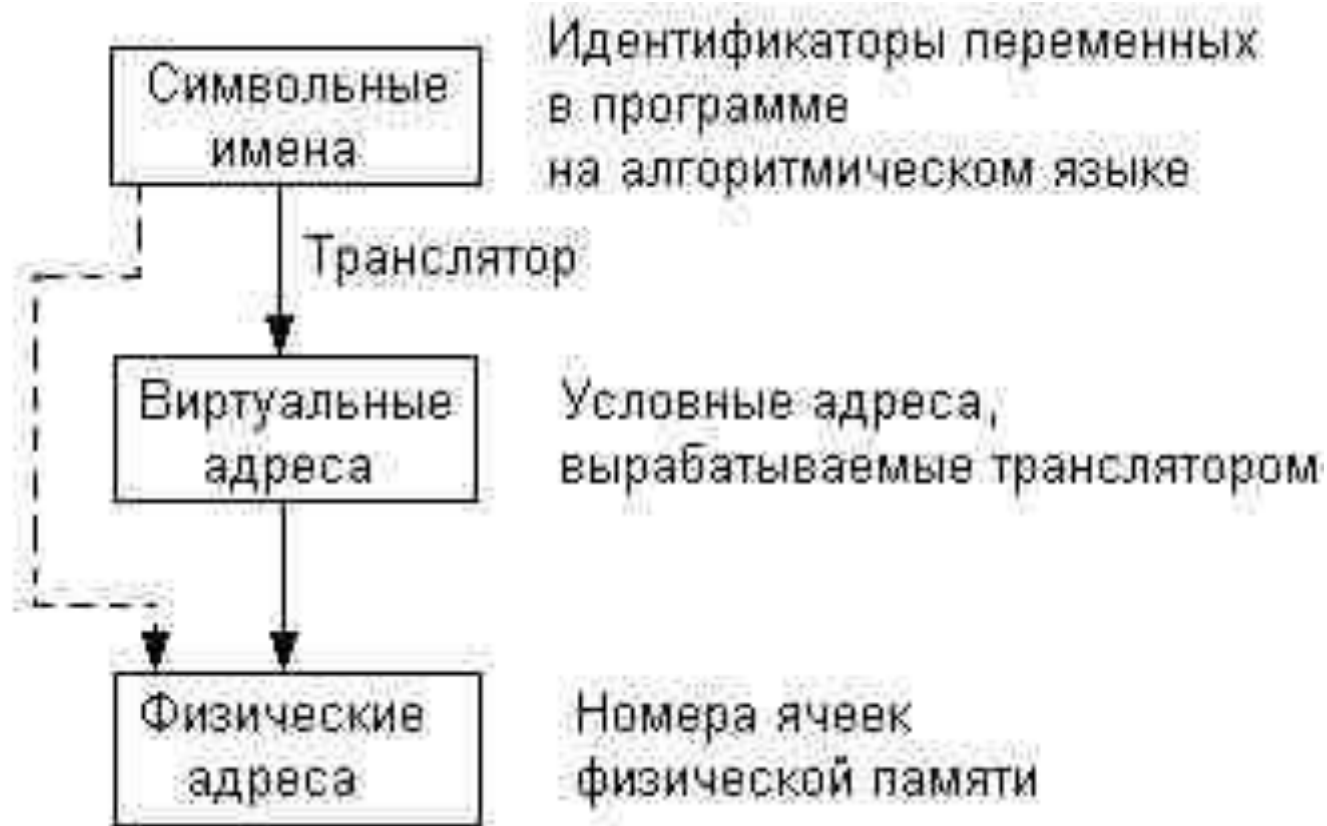 Символьные
имена
Идентификаторы переменных
в программе
на алгоритмическом языке
Транслятор
Виртуальные
адреса
Условные адреса,
вырабатываемые транслятором
Физические
адреса
Номера ячеек
физической памяти